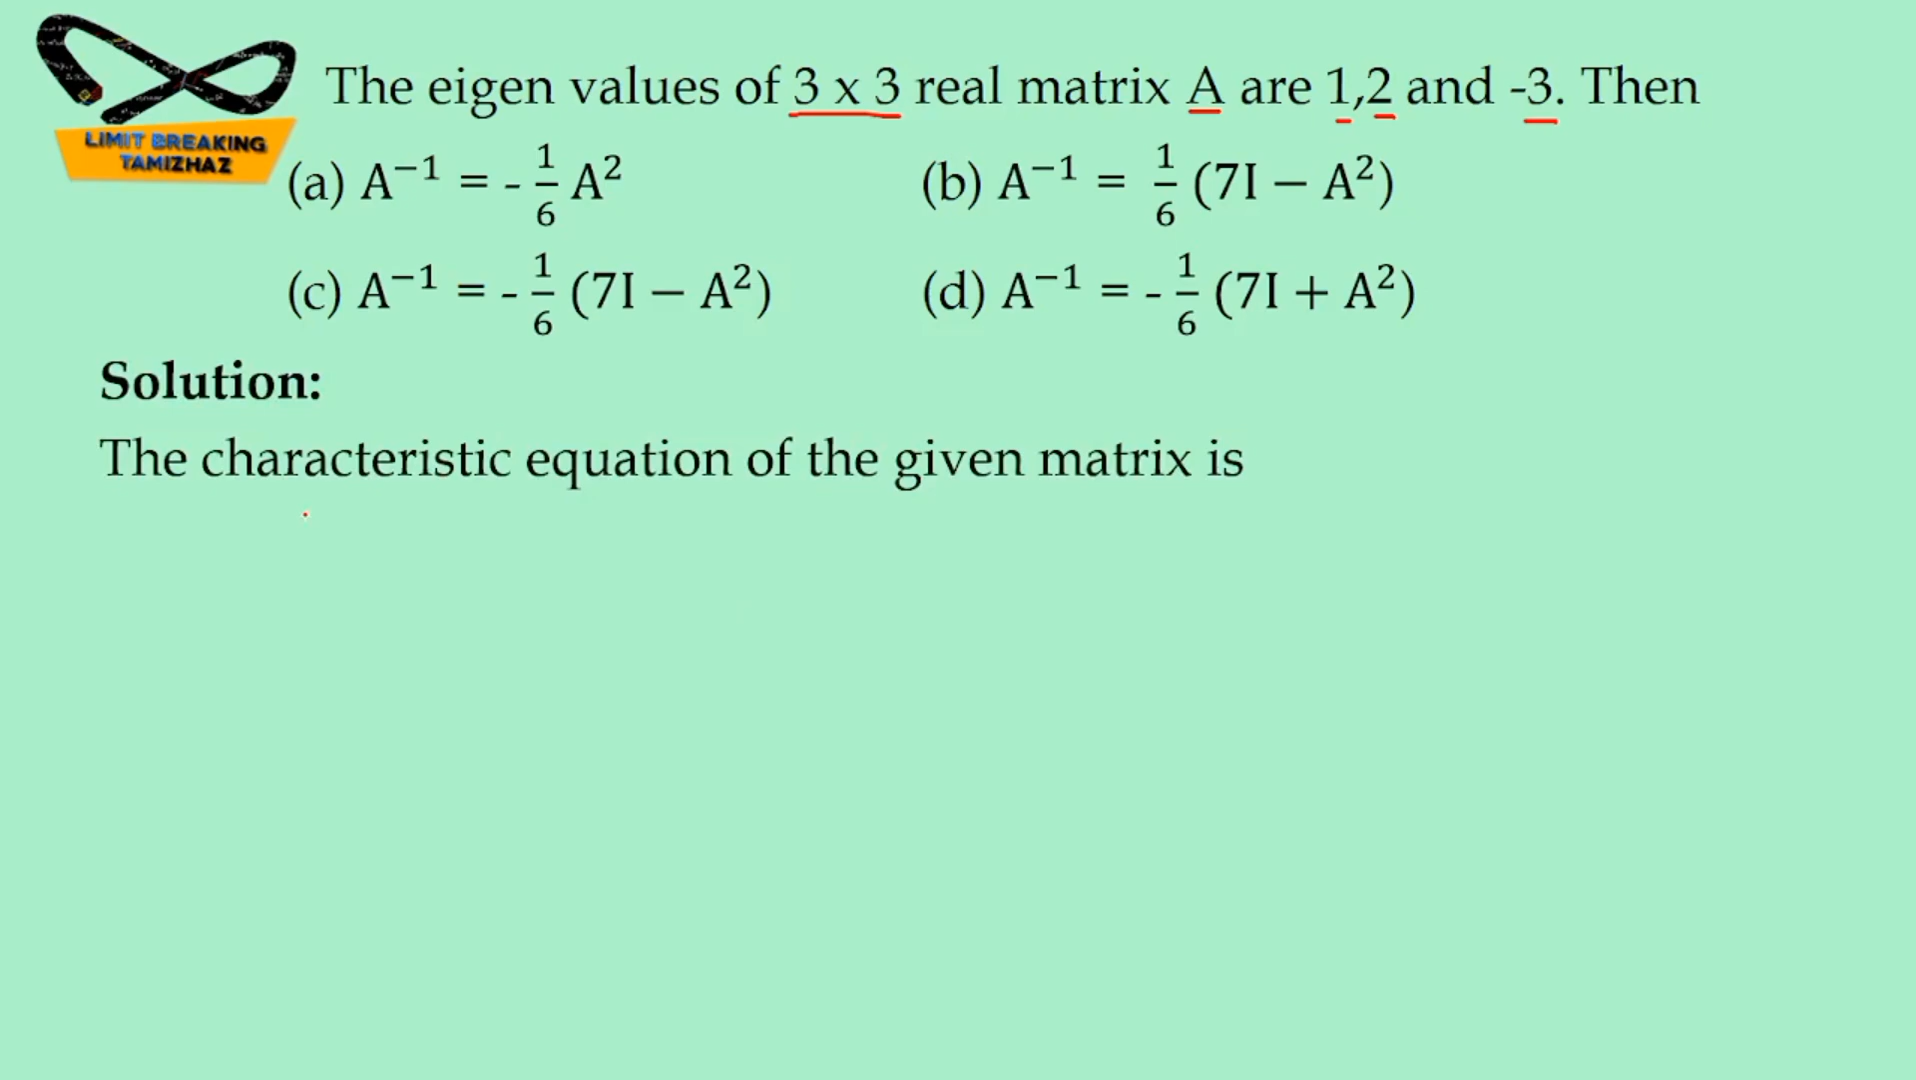 The eigen values of 3 x 3 real matrix A are 1,2 and -3. Then
LIMIT BREAKING
TAMIZHAZ
(a) A⁻¹ = - 1/6 A² (b) A⁻¹ = 1/6 (7I − A²)
(c) A⁻¹ = - 1/6 (7I − A²) (d) A⁻¹ = - 1/6 (7I + A²)
Solution:
The characteristic equation of the given matrix is